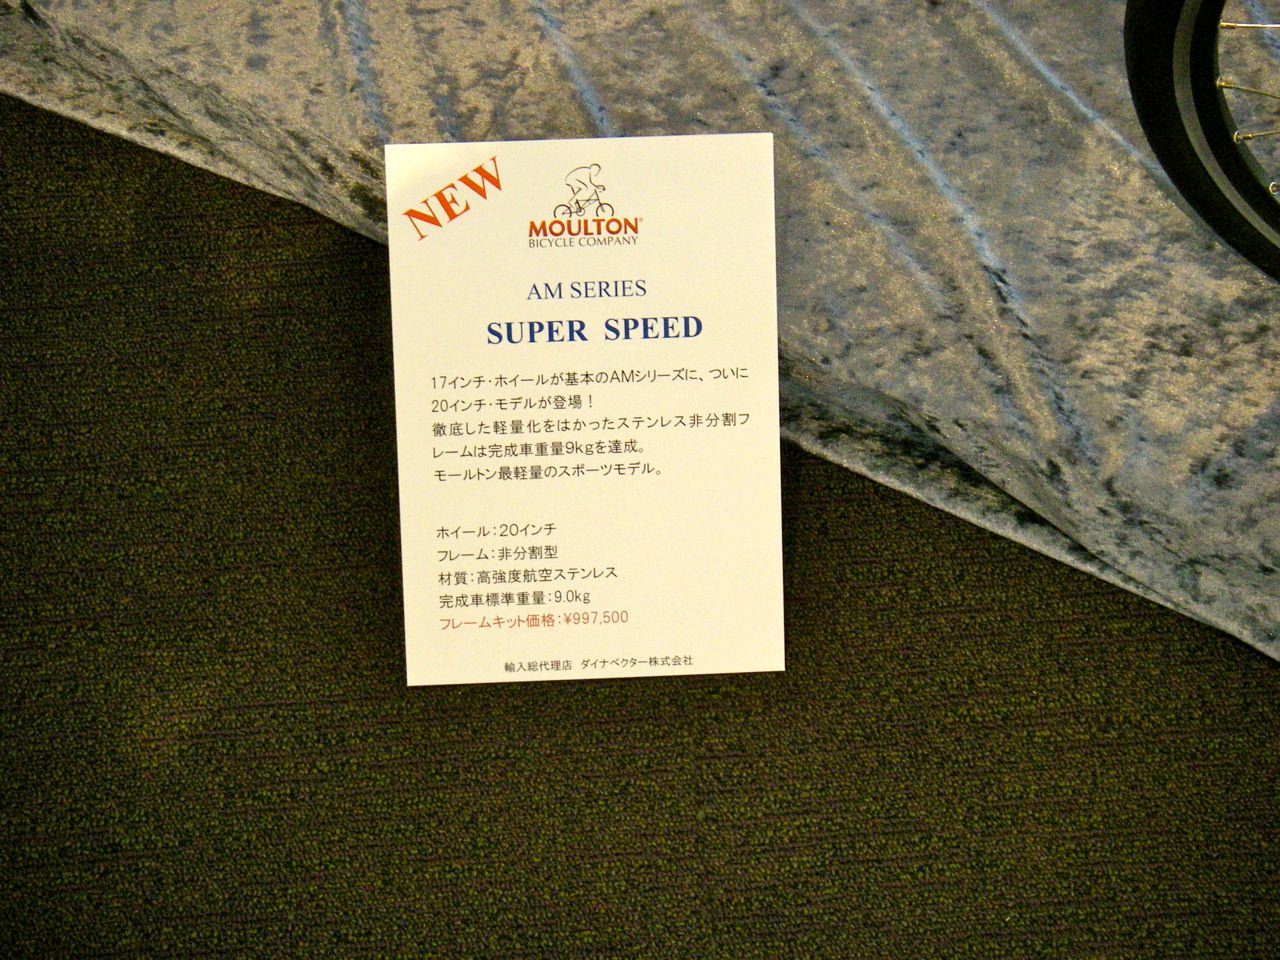 NEW
MOULTON®
BICYCLE COMPANY
AM SERIES
SUPER SPEED
17インチ・ホイールが基本のAMシリーズに、ついに
20インチ・モデルが登場！
徹底した軽量化をはかったステンレス非分割フ
レームは完成車重量9kgを達成。
モールトン最軽量のスポーツモデル。
ホイール：20インチ
フレーム：非分割型
材質：高強度航空ステンレス
完成車標準重量：9.0kg
フレームキット価格：¥997,500
輸入総代理店 ダイナベクター株式会社